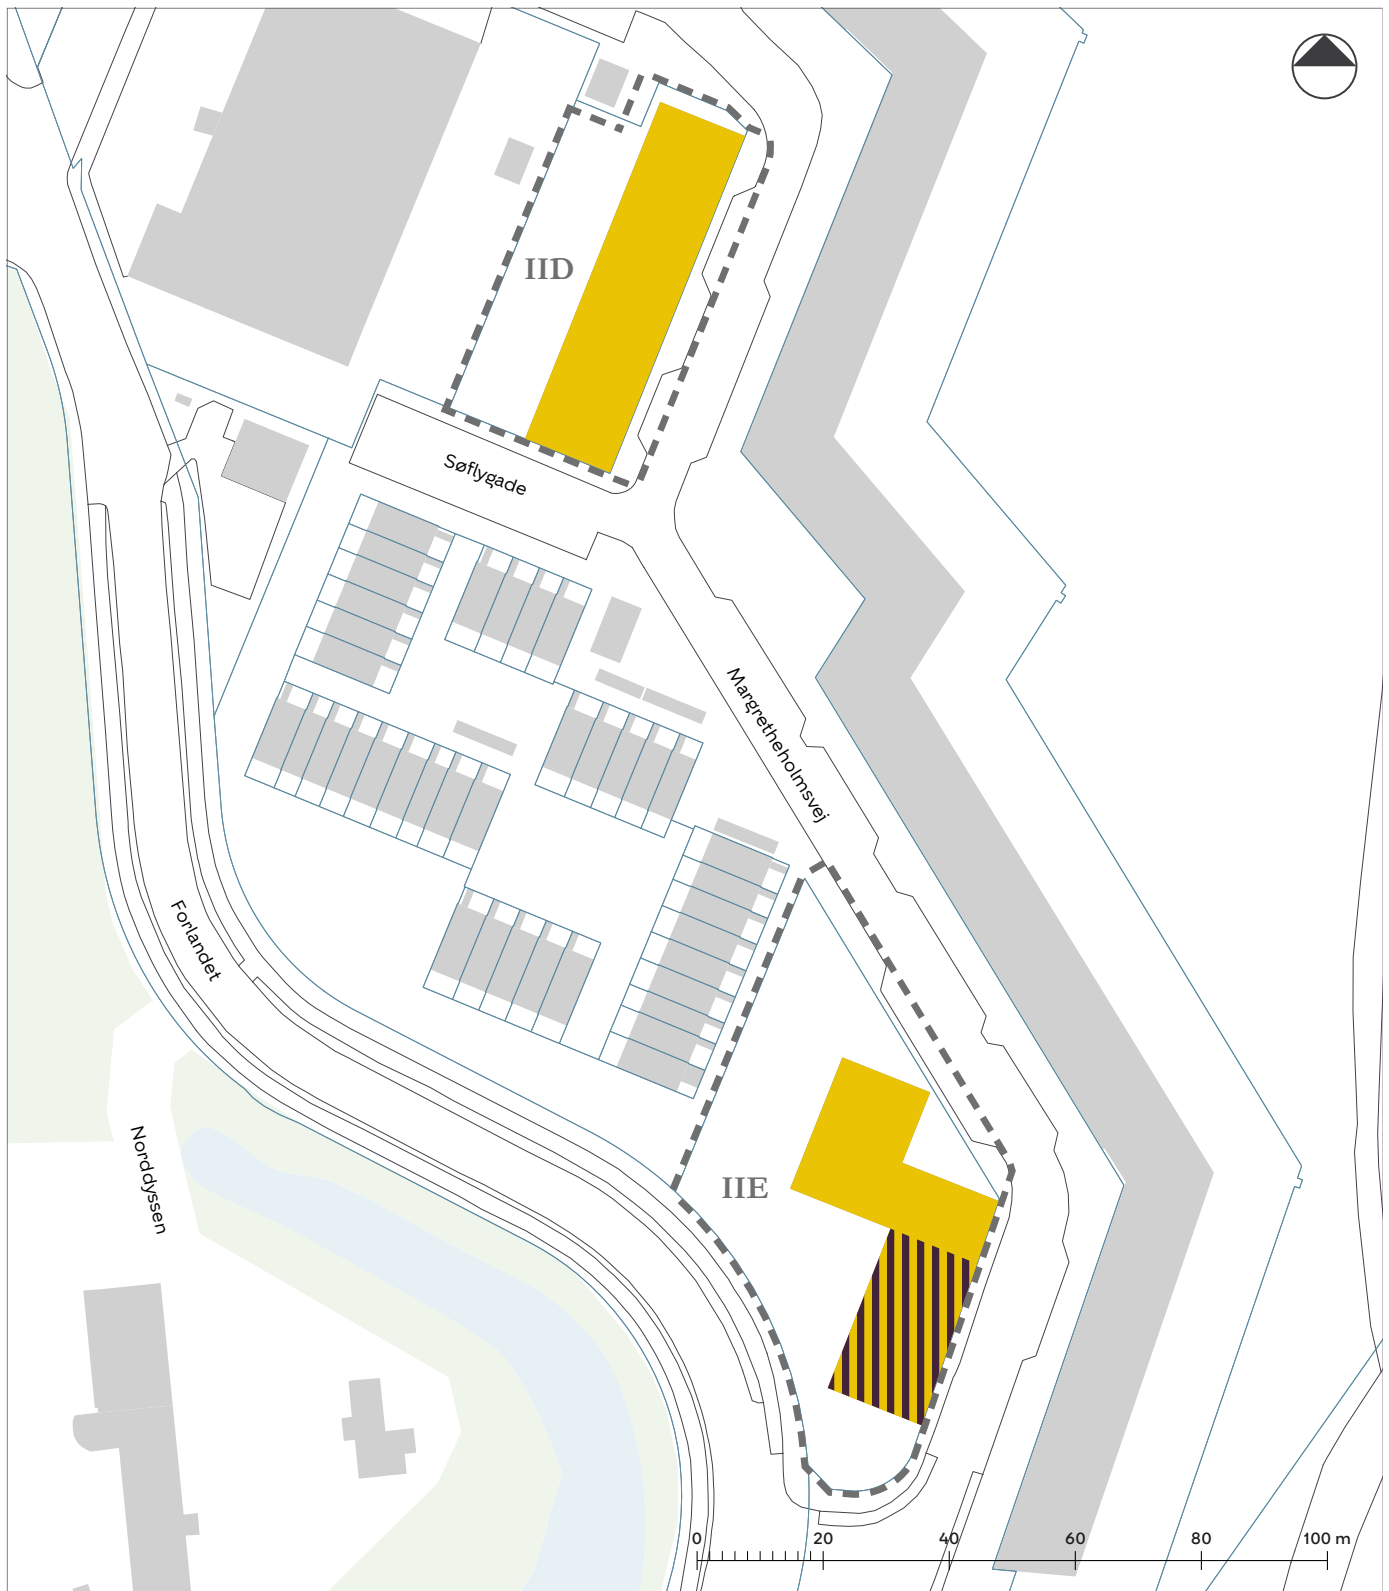 IID
Søflygade
Margretheholmsvej
Forlandet
Norddyssen
IIE
0 20 40 60 80 100 m